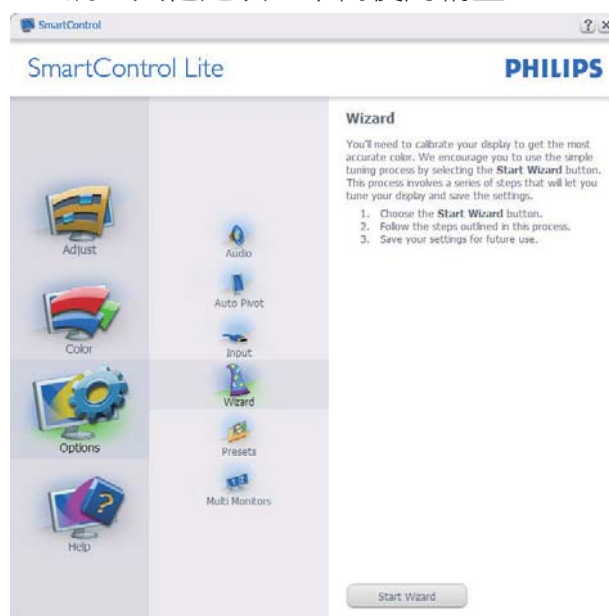 SmartControl
SmartControl Lite
PHILIPS
Adjust
Color
Options
Help
Audio
Auto Pivot
Input
Wizard
Presets
Multi Monitors
Wizard
You'll need to calibrate your display to get the most
accurate color. We encourage you to use the simple
tuning process by selecting the Start Wizard button.
This process involves a series of steps that will let you
tune your display and save the settings.
1. Choose the Start Wizard button.
2. Follow the steps outlined in this process.
3. Save your settings for future use.
Start Wizard